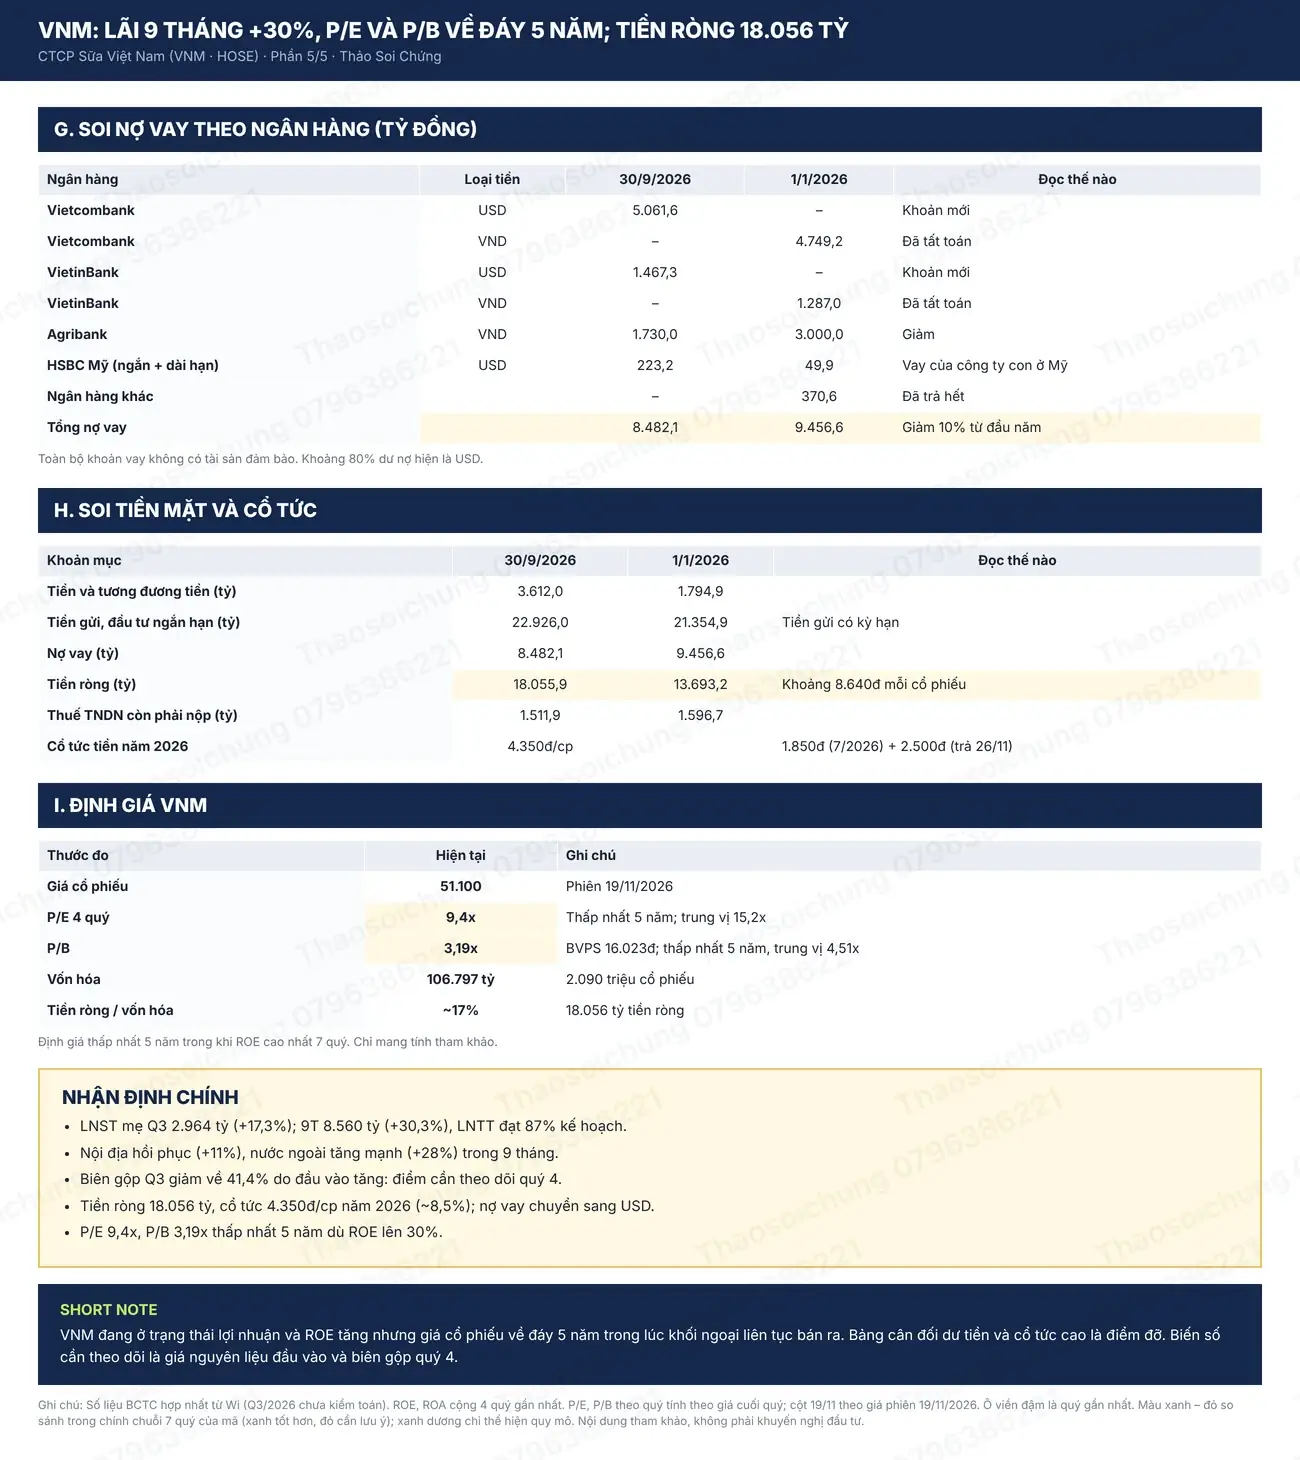 VNM: LÃI 9 THÁNG +30%, P/E VÀ P/B VỀ ĐÁY 5 NĂM; TIỀN RÒNG 18.056 TỶ
CTCP Sữa Việt Nam (VNM · HOSE) · Phần 5/5 · Thảo Soi Chứng
G. SOI NỢ VAY THEO NGÂN HÀNG (TỶ ĐỒNG)
Ngân hàng Loại tiền 30/9/2026 1/1/2026 Đọc thế nào
Vietcombank USD 5.061,6 – Khoản mới
Vietcombank VND – 4.749,2 Đã tất toán
VietinBank USD 1.467,3 – Khoản mới
VietinBank VND – 1.287,0 Đã tất toán
Agribank VND 1.730,0 3.000,0 Giảm
HSBC Mỹ (ngắn + dài hạn) USD 223,2 49,9 Vay của công ty con ở Mỹ
Ngân hàng khác – 370,6 Đã trả hết
Tổng nợ vay 8.482,1 9.456,6 Giảm 10% từ đầu năm
Toàn bộ khoản vay không có tài sản đảm bảo. Khoảng 80% dư nợ hiện là USD.
H. SOI TIỀN MẶT VÀ CỔ TỨC
Khoản mục 30/9/2026 1/1/2026 Đọc thế nào
Tiền và tương đương tiền (tỷ) 3.612,0 1.794,9
Tiền gửi, đầu tư ngắn hạn (tỷ) 22.926,0 21.354,9 Tiền gửi có kỳ hạn
Nợ vay (tỷ) 8.482,1 9.456,6
Tiền ròng (tỷ) 18.055,9 13.693,2 Khoảng 8.640đ mỗi cổ phiếu
Thuế TNDN còn phải nộp (tỷ) 1.511,9 1.596,7
Cổ tức tiền năm 2026 4.350đ/cp 1.850đ (7/2026) + 2.500đ (trả 26/11)
I. ĐỊNH GIÁ VNM
Thước đo Hiện tại Ghi chú
Giá cổ phiếu 51.100 Phiên 19/11/2026
P/E 4 quý 9,4x Thấp nhất 5 năm; trung vị 15,2x
P/B 3,19x BVPS 16.023đ; thấp nhất 5 năm, trung vị 4,51x
Vốn hóa 106.797 tỷ 2.090 triệu cổ phiếu
Tiền ròng / vốn hóa ~17% 18.056 tỷ tiền ròng
Định giá thấp nhất 5 năm trong khi ROE cao nhất 7 quý. Chỉ mang tính tham khảo.
NHẬN ĐỊNH CHÍNH
• LNST mẹ Q3 2.964 tỷ (+17,3%); 9T 8.560 tỷ (+30,3%), LNTT đạt 87% kế hoạch.
• Nội địa hồi phục (+11%), nước ngoài tăng mạnh (+28%) trong 9 tháng.
• Biên gộp Q3 giảm về 41,4% do đầu vào tăng: điểm cần theo dõi quý 4.
• Tiền ròng 18.056 tỷ, cổ tức 4.350đ/cp năm 2026 (~8,5%); nợ vay chuyển sang USD.
• P/E 9,4x, P/B 3,19x thấp nhất 5 năm dù ROE lên 30%.
SHORT NOTE
VNM đang ở trạng thái lợi nhuận và ROE tăng nhưng giá cổ phiếu về đáy 5 năm trong lúc khối ngoại liên tục bán ra. Bảng cân đối dư tiền và cổ tức cao là điểm đỡ. Biến số
cần theo dõi là giá nguyên liệu đầu vào và biên gộp quý 4.
Ghi chú: Số liệu BCTC hợp nhất từ Wi (Q3/2026 chưa kiểm toán). ROE, ROA cộng 4 quý gần nhất. P/E, P/B theo quý tính theo giá cuối quý; cột 19/11 theo giá phiên 19/11/2026. Ô viền đậm là quý gần nhất. Màu xanh – đỏ so
sánh trong chính chuỗi 7 quý của mã (xanh tốt hơn, đỏ cần lưu ý); xanh dương chỉ thể hiện quy mô. Nội dung tham khảo, không phải khuyến nghị đầu tư.
Thaosoichung 0796386221